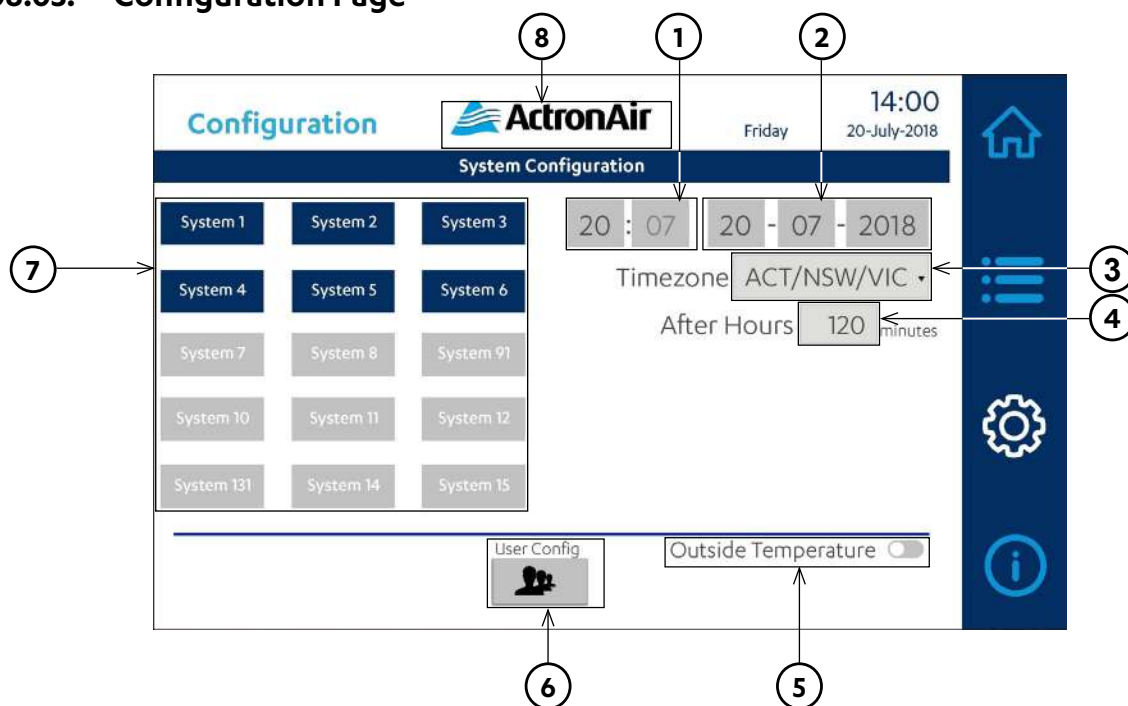 Configuration Page
8 1 2
Configuration ActronAir Friday 14:00
20-July-2018
System Configuration
System 1 System 2 System 3 20 : 07 20 - 07 - 2018
7
Timezone ACT/NSW/VIC 3
System 4 System 5 System 6
After Hours 120 minutes 4
System 7 System 8 System 91
System 10 System 11 System 12
System 131 System 14 System 15
User Config Outside Temperature
6 5